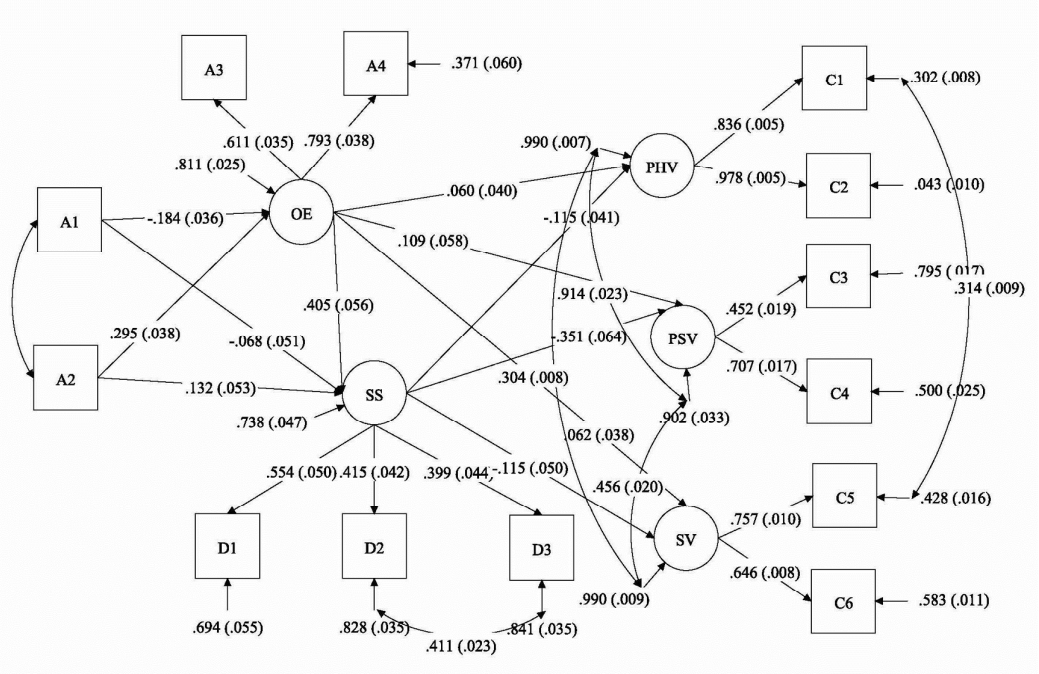 A3
A4
.371 (.060)
C1
.302 (.008)
.611 (.035)
.793 (.038)
.836 (.005)
.811 (.025)
.990 (.007)
PHV
.978 (.005)
C2
.043 (.010)
A1
-.184 (.036)
OE
.060 (.040)
-.115 (.041)
.109 (.058)
C3
.795 (.017)
.314 (.009)
.914 (.023)
.405 (.056)
.452 (.019)
.295 (.038)
-.068 (.051)
-.351 (.064)
PSV
.707 (.017)
A2
.132 (.053)
SS
.304 (.008)
C4
.500 (.025)
.738 (.047)
.902 (.033)
.062 (.038)
.554 (.050)
.415 (.042)
.399 (.044)
-.115 (.050)
.456 (.020)
C5
.428 (.016)
.757 (.010)
D1
D2
D3
SV
.646 (.008)
.990 (.009)
C6
.583 (.011)
.694 (.055)
.828 (.035)
.841 (.035)
.411 (.023)